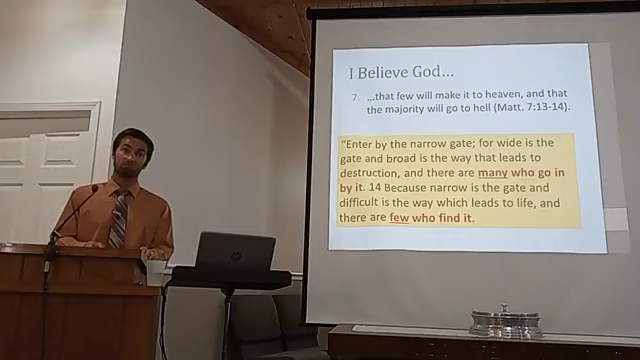 I Believe God...
7. ...that few will make it to heaven, and that
the majority will go to hell (Matt. 7:13-14).
"Enter by the narrow gate; for wide is the
gate and broad is the way that leads to
destruction, and there are many who go in
by it. 14 Because narrow is the gate and
difficult is the way which leads to life, and
there are few who find it.
hp